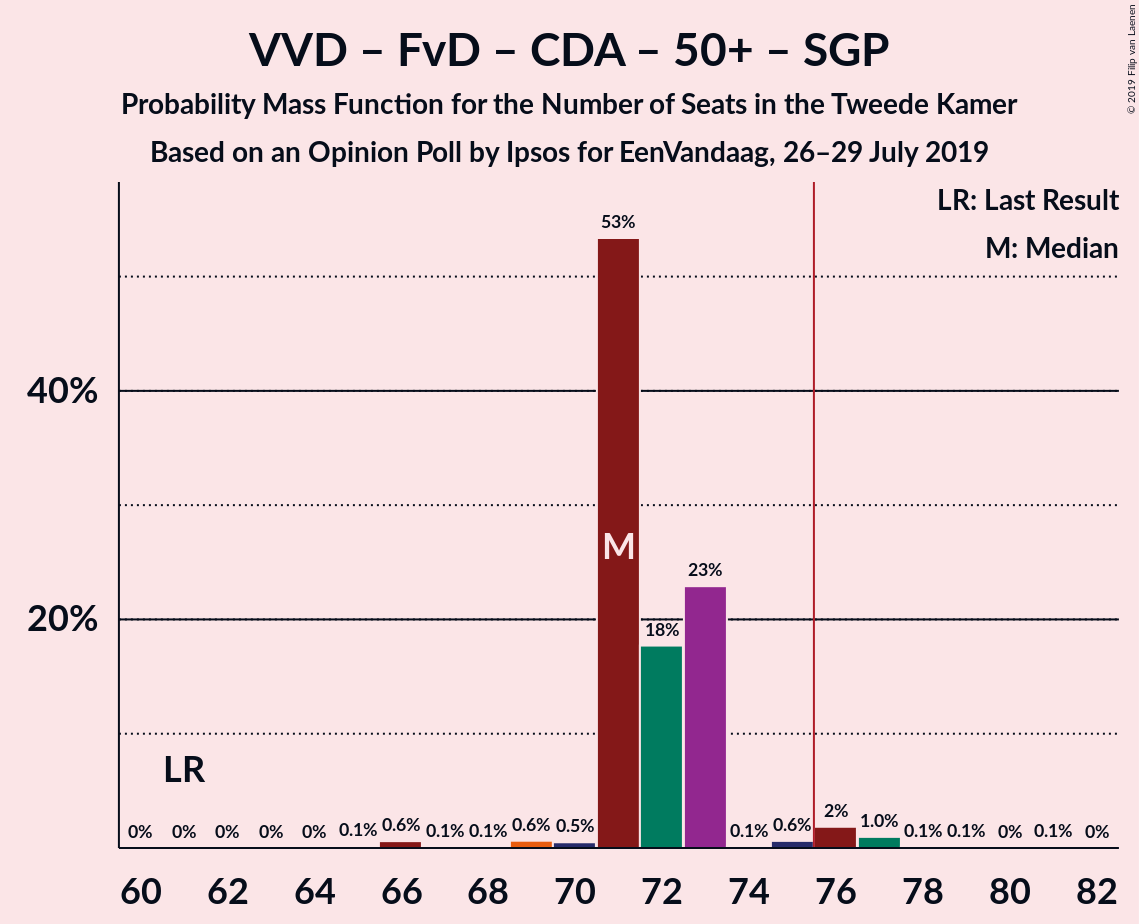 VVD – FvD – CDA – 50+ – SGP
Probability Mass Function for the Number of Seats in the Tweede Kamer
Based on an Opinion Poll by Ipsos for EenVandaag, 26–29 July 2019
© 2019 Filip van Laenen
LR: Last Result
M: Median
53%
40%
M
23%
20%
18%
LR
0% 0% 0% 0% 0% 0.1% 0.6% 0.1% 0.1% 0.6% 0.5% 0.1% 0.6% 2% 1.0% 0.1% 0.1% 0% 0.1% 0%
60 62 64 66 68 70 72 74 76 78 80 82